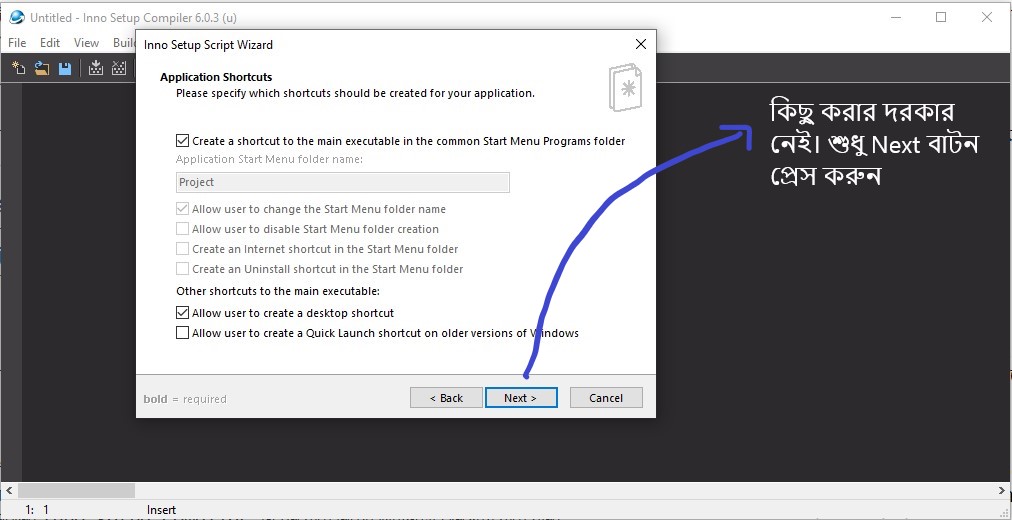 Untitled - Inno Setup Compiler 6.0.3 (u)
File Edit View
Inno Setup Script Wizard
Application Shortcuts
Please specify which shortcuts should be created for your application.
Create a shortcut to the main executable in the common Start Menu Programs folder
Application Start Menu folder name:
Project
Allow user to change the Start Menu folder name
Allow user to disable Start Menu folder creation
Create an Internet shortcut in the Start Menu folder
Create an Uninstall shortcut in the Start Menu folder
Other shortcuts to the main executable:
Allow user to create a desktop shortcut
Allow user to create a Quick Launch shortcut on older versions of Windows
bold = required
< Back Next > Cancel
কিছু করার দরকার
নেই। শুধু Next বাটন
প্রেস করুন
1: 1 Insert